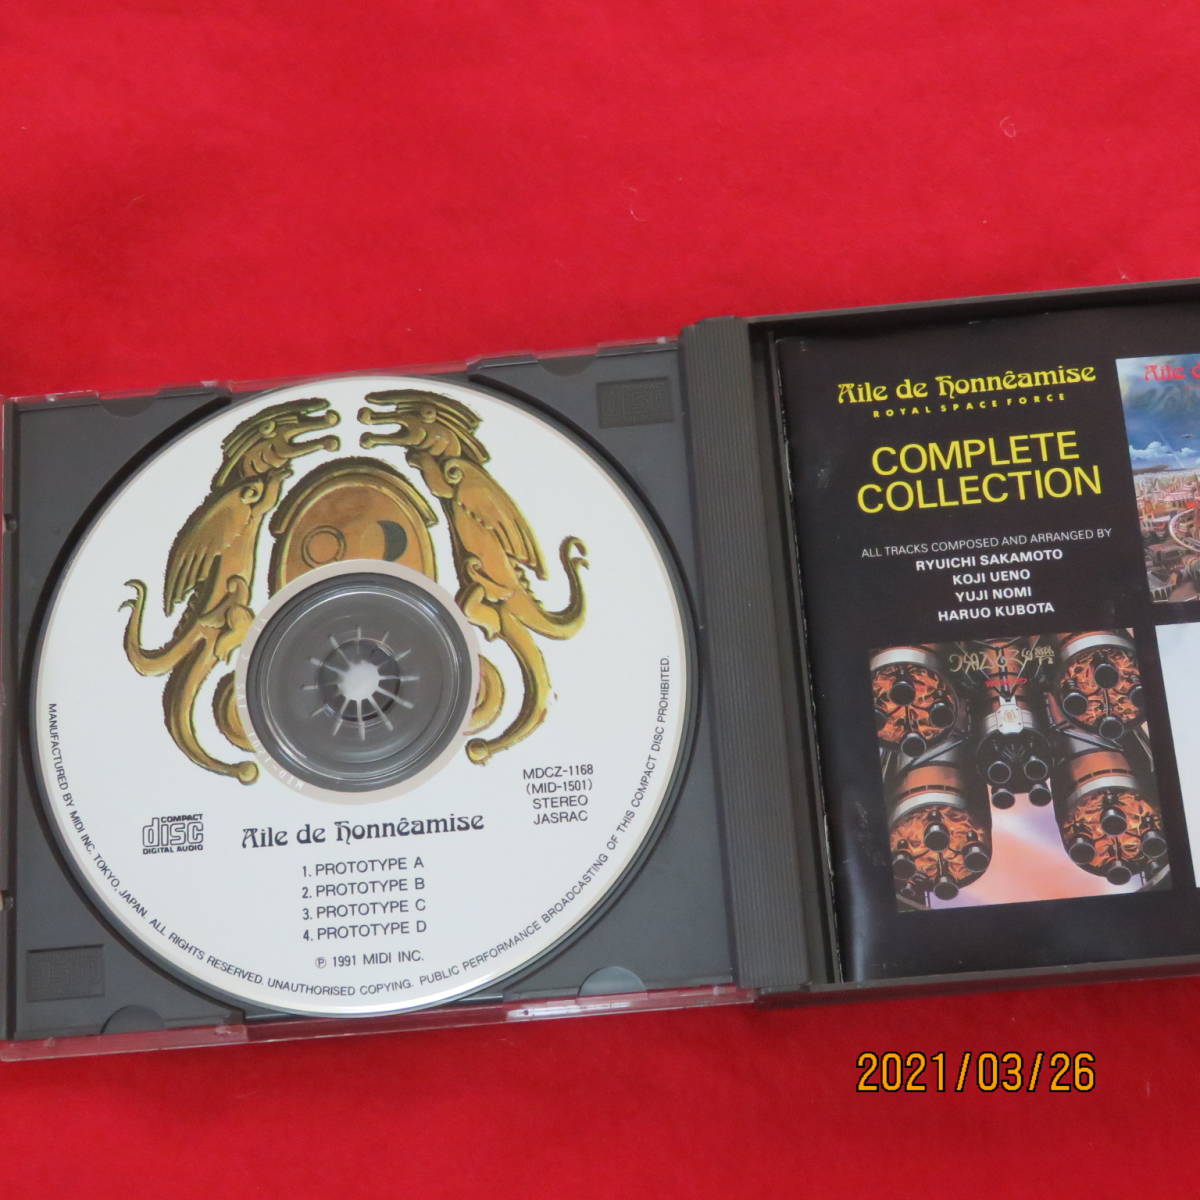 MDCZ-1168
(MID-1501)
STEREO
JASRAC
COMPACT
disc
DIGITAL AUDIO
Aile de Honnêamise
1. PROTOTYPE A
2. PROTOTYPE B
3. PROTOTYPE C
4. PROTOTYPE D
℗ 1991 MIDI INC.
MANUFACTURED BY MIDI INC. TOKYO, JAPAN. ALL RIGHTS RESERVED. UNAUTHORISED COPYING. PUBLIC PERFORMANCE BROADCASTING OF THIS COMPACT DISC PROHIBITED.
Aile de Honnêamise
ROYAL SPACE FORCE
COMPLETE
COLLECTION
ALL TRACKS COMPOSED AND ARRANGED BY
RYUICHI SAKAMOTO
KOJI UENO
YUJI NOMI
HARUO KUBOTA
Aile
2021/03/26